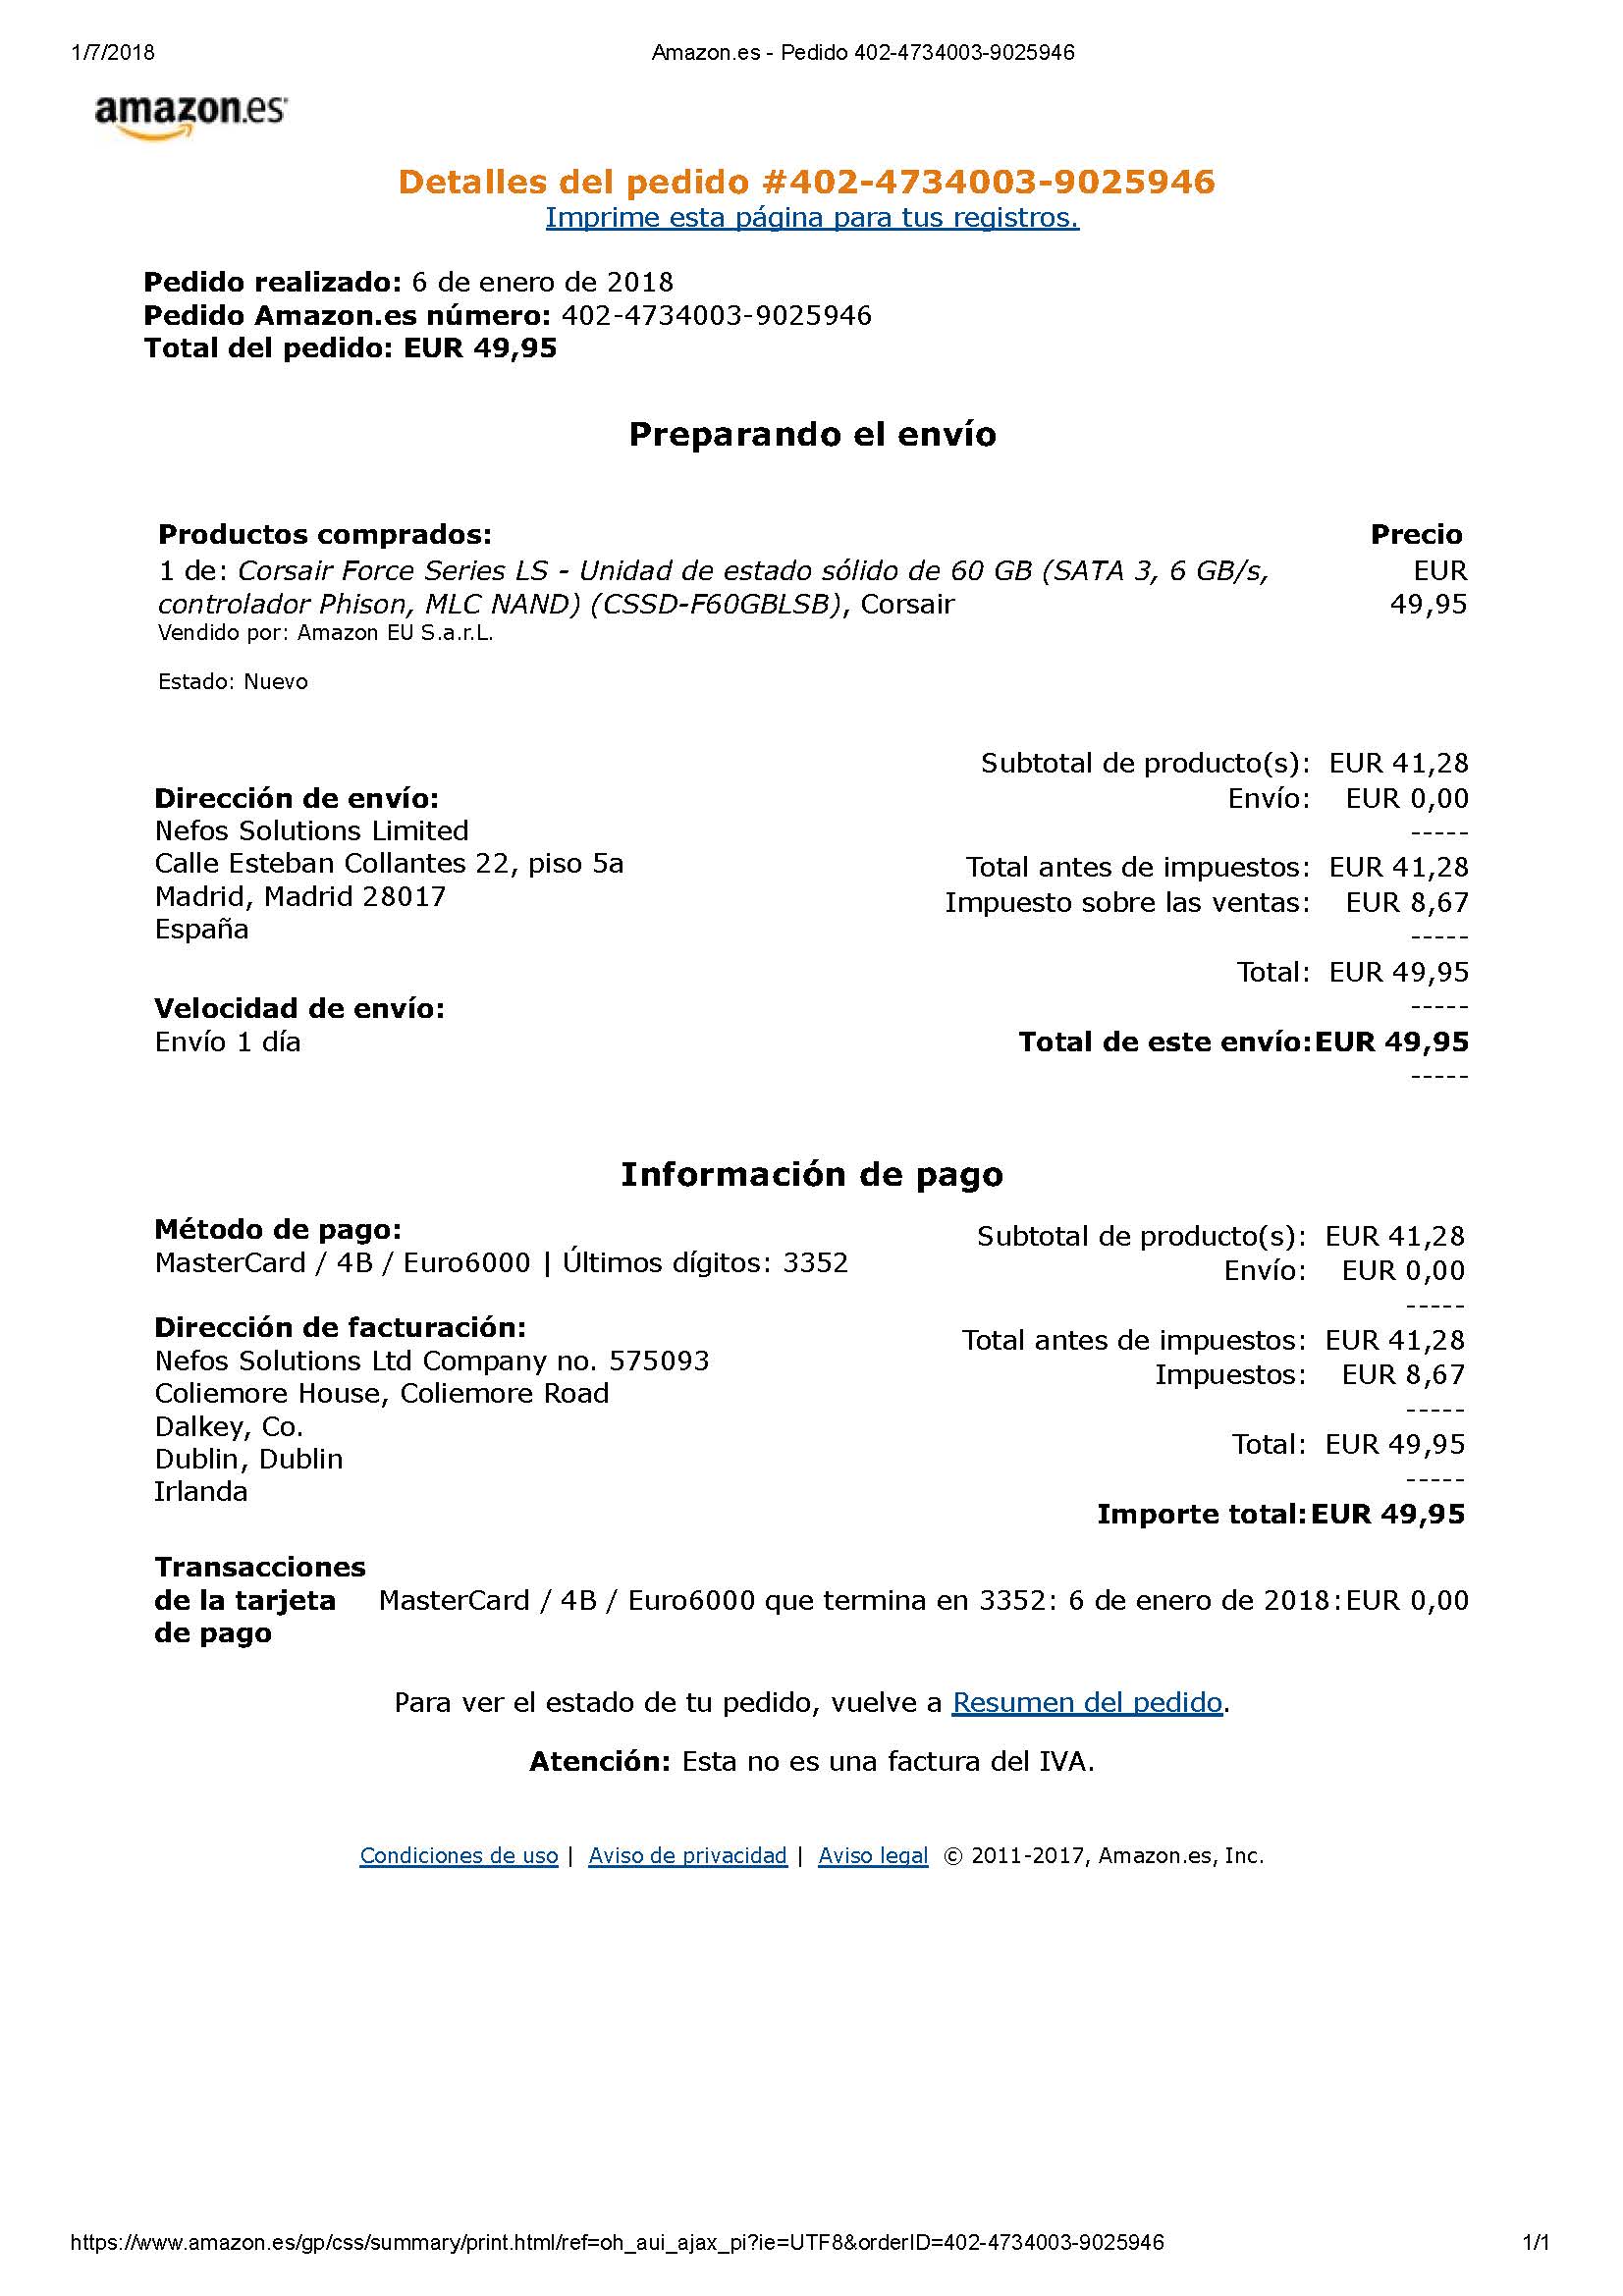 1/7/2018 Amazon.es - Pedido 402-4734003-9025946
amazon.es
Detalles del pedido #402-4734003-9025946
Imprime esta página para tus registros.
Pedido realizado: 6 de enero de 2018
Pedido Amazon.es número: 402-4734003-9025946
Total del pedido: EUR 49,95
Preparando el envío
Productos comprados: Precio
1 de: Corsair Force Series LS - Unidad de estado sólido de 60 GB (SATA 3, 6 GB/s, EUR
controlador Phison, MLC NAND) (CSSD-F60GBLSB), Corsair 49,95
Vendido por: Amazon EU S.a.r.L.
Estado: Nuevo
Subtotal de producto(s): EUR 41,28
Dirección de envío: Envío: EUR 0,00
Nefos Solutions Limited -----
Calle Esteban Collantes 22, piso 5a Total antes de impuestos: EUR 41,28
Madrid, Madrid 28017 Impuesto sobre las ventas: EUR 8,67
España -----
Total: EUR 49,95
Velocidad de envío: -----
Envío 1 día Total de este envío: EUR 49,95
-----
Información de pago
Método de pago: Subtotal de producto(s): EUR 41,28
MasterCard / 4B / Euro6000 | Últimos dígitos: 3352 Envío: EUR 0,00
-----
Dirección de facturación: Total antes de impuestos: EUR 41,28
Nefos Solutions Ltd Company no. 575093 Impuestos: EUR 8,67
Coliemore House, Coliemore Road -----
Dalkey, Co. Total: EUR 49,95
Dublin, Dublin -----
Irlanda Importe total: EUR 49,95
Transacciones
de la tarjeta MasterCard / 4B / Euro6000 que termina en 3352: 6 de enero de 2018: EUR 0,00
de pago
Para ver el estado de tu pedido, vuelve a Resumen del pedido.
Atención: Esta no es una factura del IVA.
Condiciones de uso | Aviso de privacidad | Aviso legal © 2011-2017, Amazon.es, Inc.
https://www.amazon.es/gp/css/summary/print.html/ref=oh_aui_ajax_pi?ie=UTF8&orderID=402-4734003-9025946 1/1